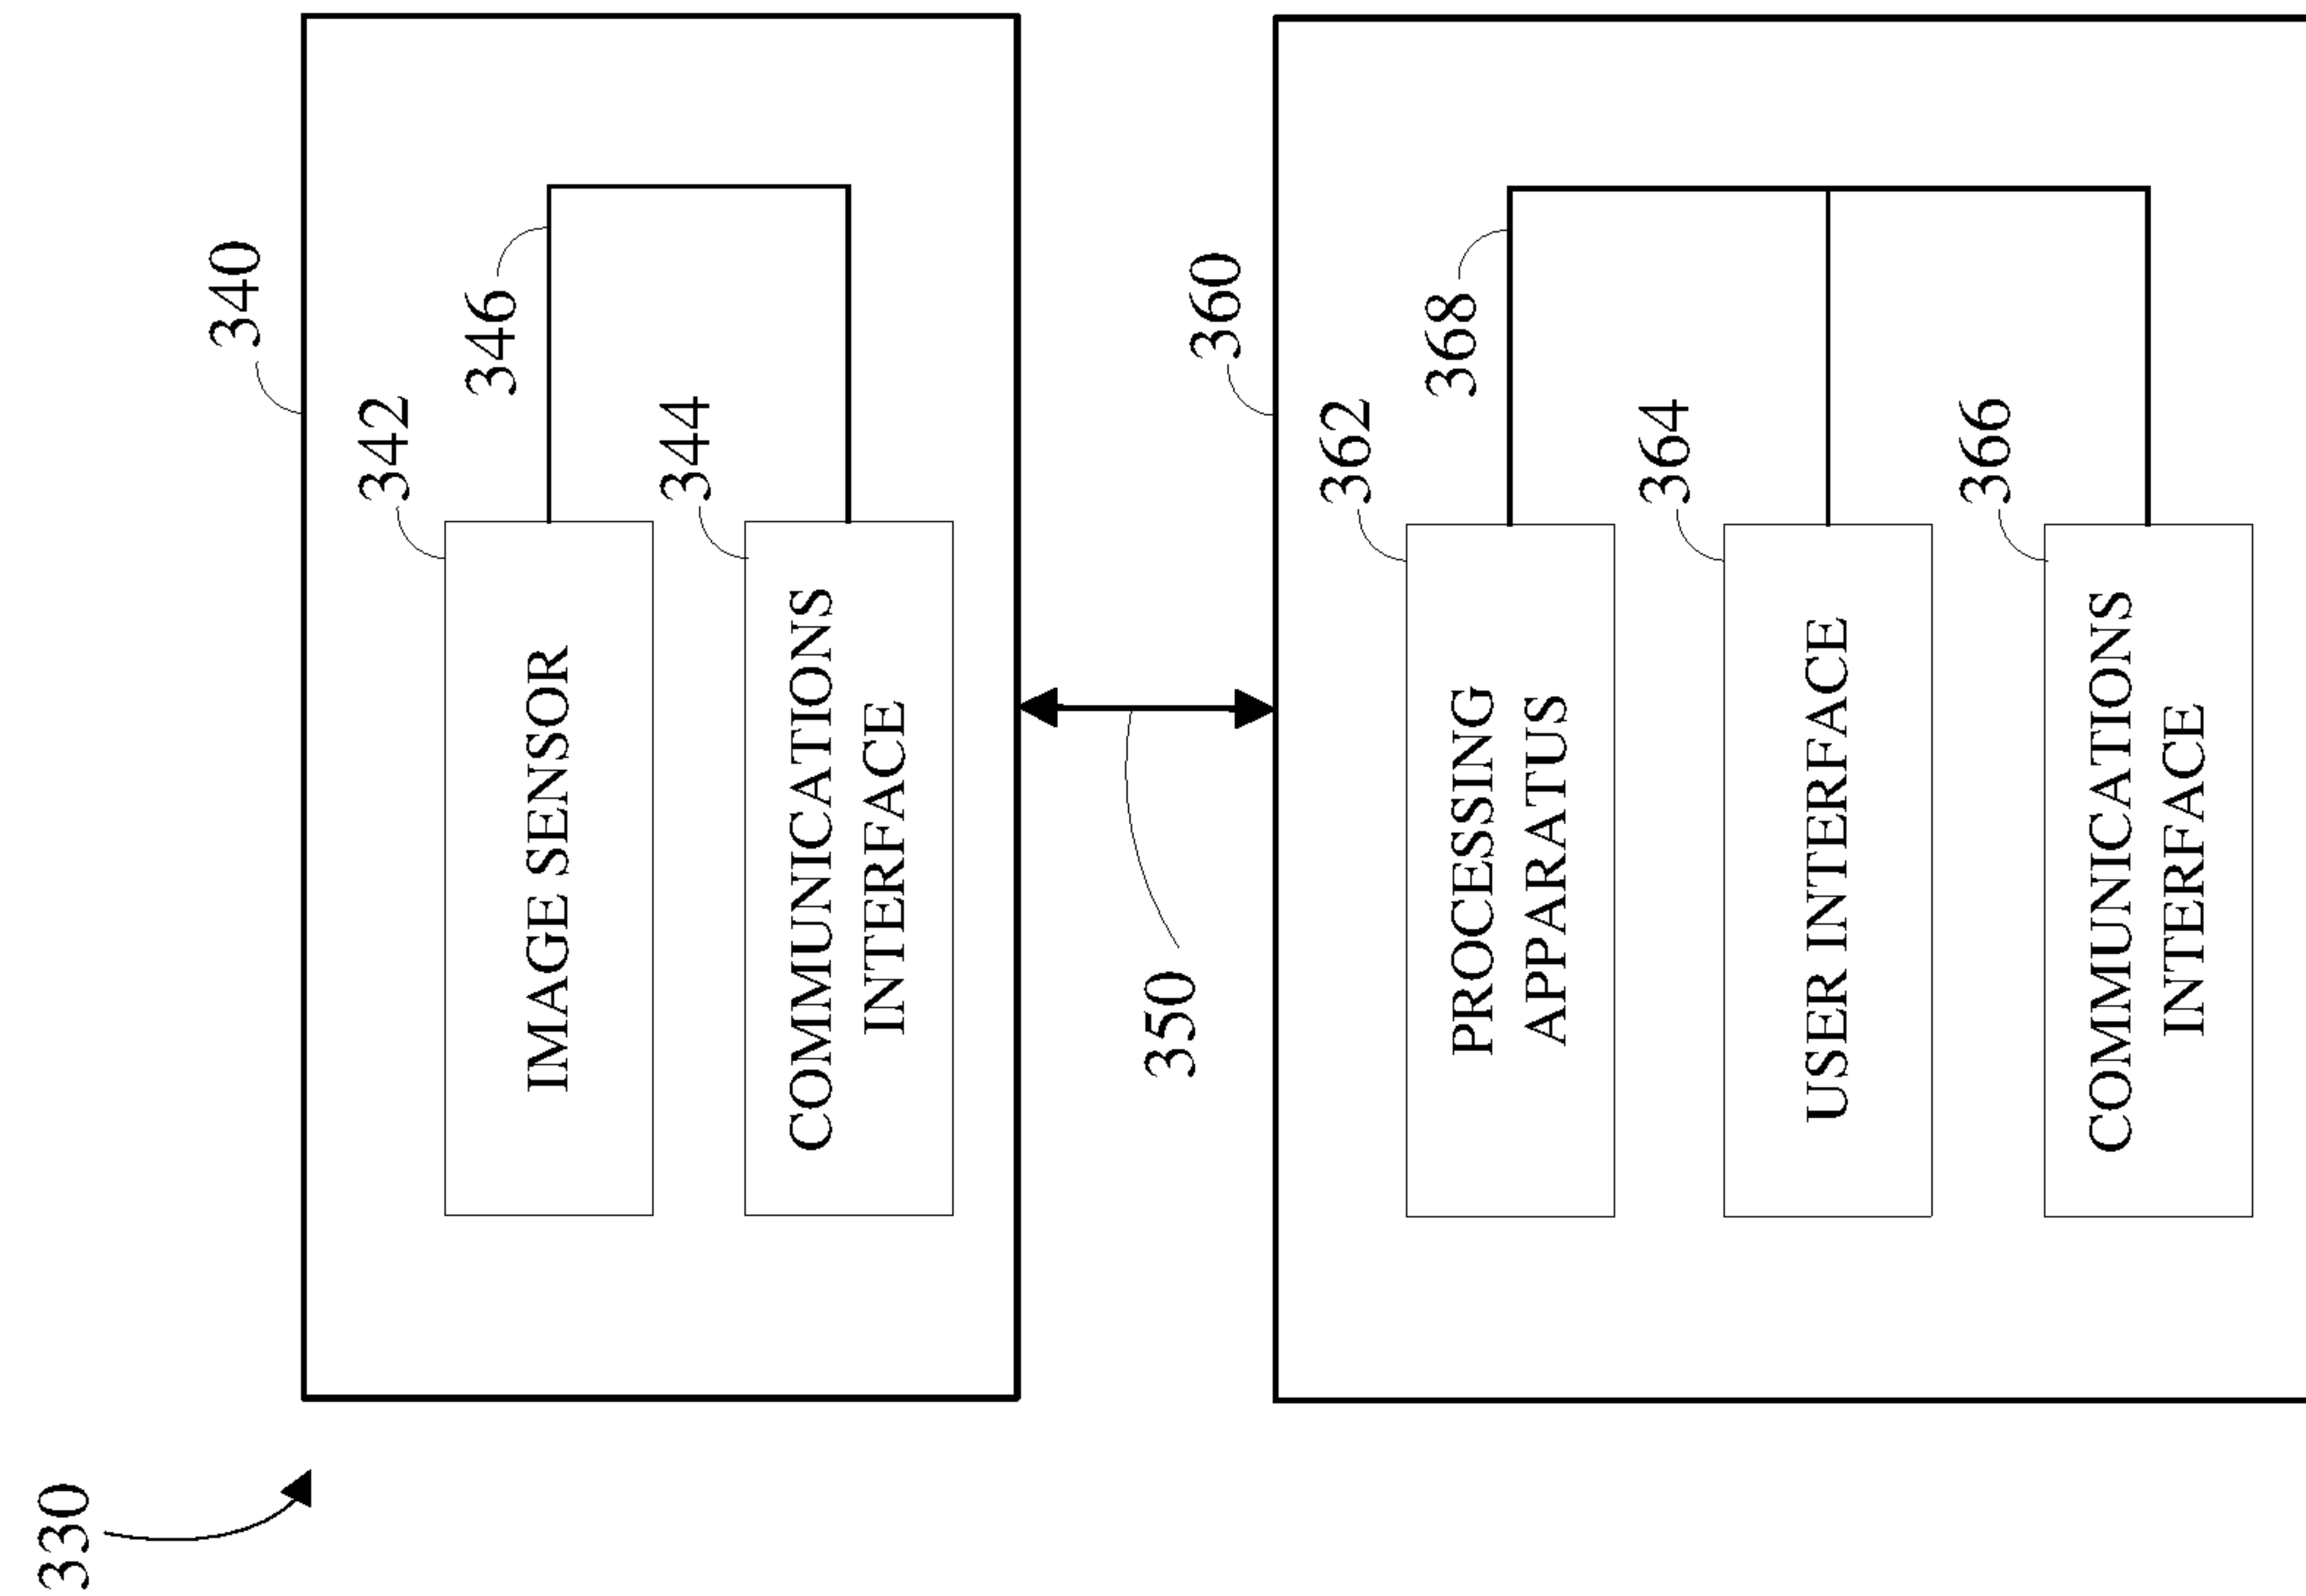 330
340
342
346
IMAGE SENSOR
344
COMMUNICATIONS
INTERFACE
350
360
362
368
PROCESSING
APPARATUS
364
USER INTERFACE
366
COMMUNICATIONS
INTERFACE